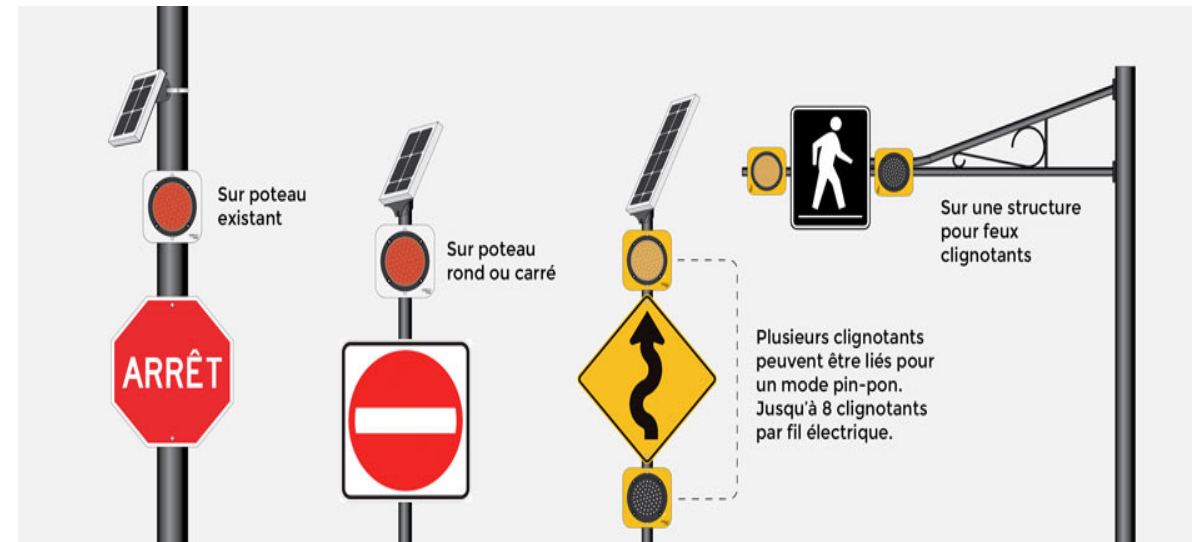 Sur poteau
existant
ARRÊT
Sur poteau
rond ou carré
Plusieurs clignotants
peuvent être liés pour
un mode pin-pon.
Jusqu'à 8 clignotants
par fil électrique.
Sur une structure
pour feux
clignotants